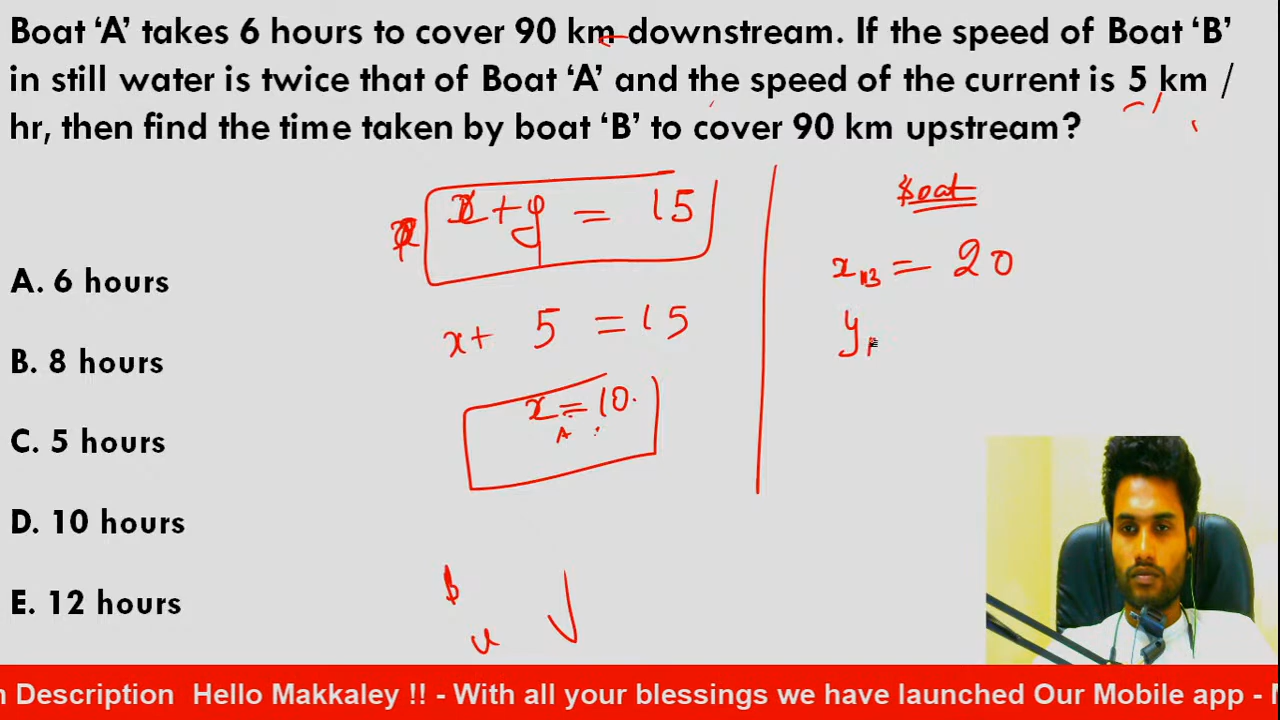 Boat ‘A’ takes 6 hours to cover 90 km downstream. If the speed of Boat ‘B’
in still water is twice that of Boat ‘A’ and the speed of the current is 5 km /
hr, then find the time taken by boat ‘B’ to cover 90 km upstream?
Boat
x+y = 15
x B = 20
A. 6 hours
x+ 5 = 15
y
B. 8 hours
x = 10.
A
C. 5 hours
D. 10 hours
B
E. 12 hours
u
n Description Hello Makkaley !! - With all your blessings we have launched Our Mobile app -